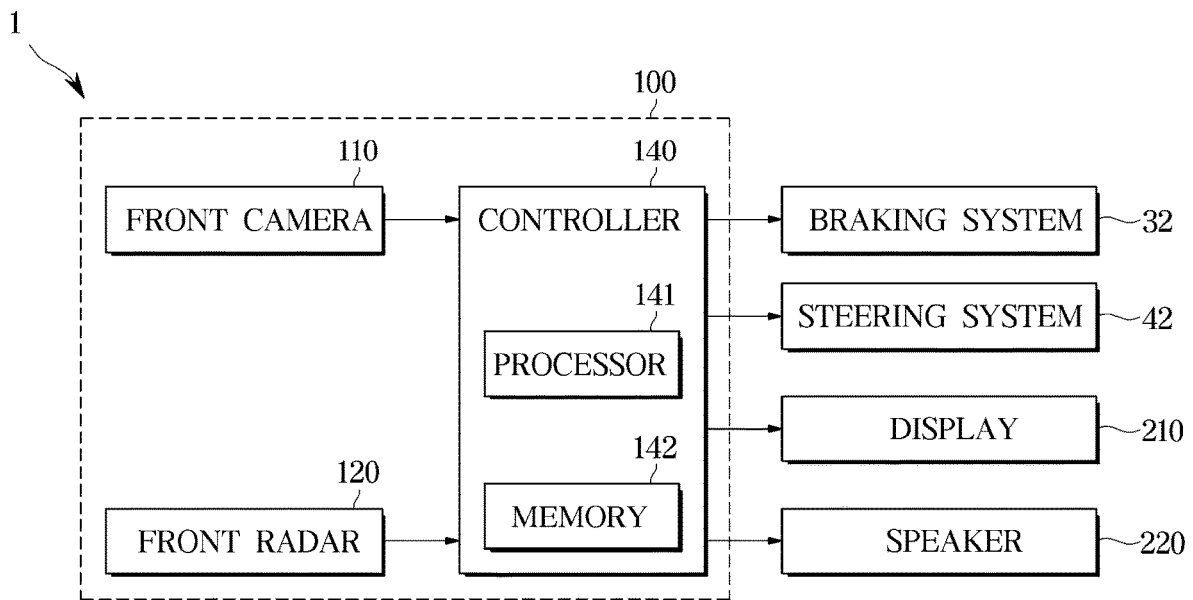 1
100
110
140
FRONT CAMERA
CONTROLLER
BRAKING SYSTEM
32
141
STEERING SYSTEM
42
PROCESSOR
DISPLAY
210
142
120
MEMORY
FRONT RADAR
SPEAKER
220